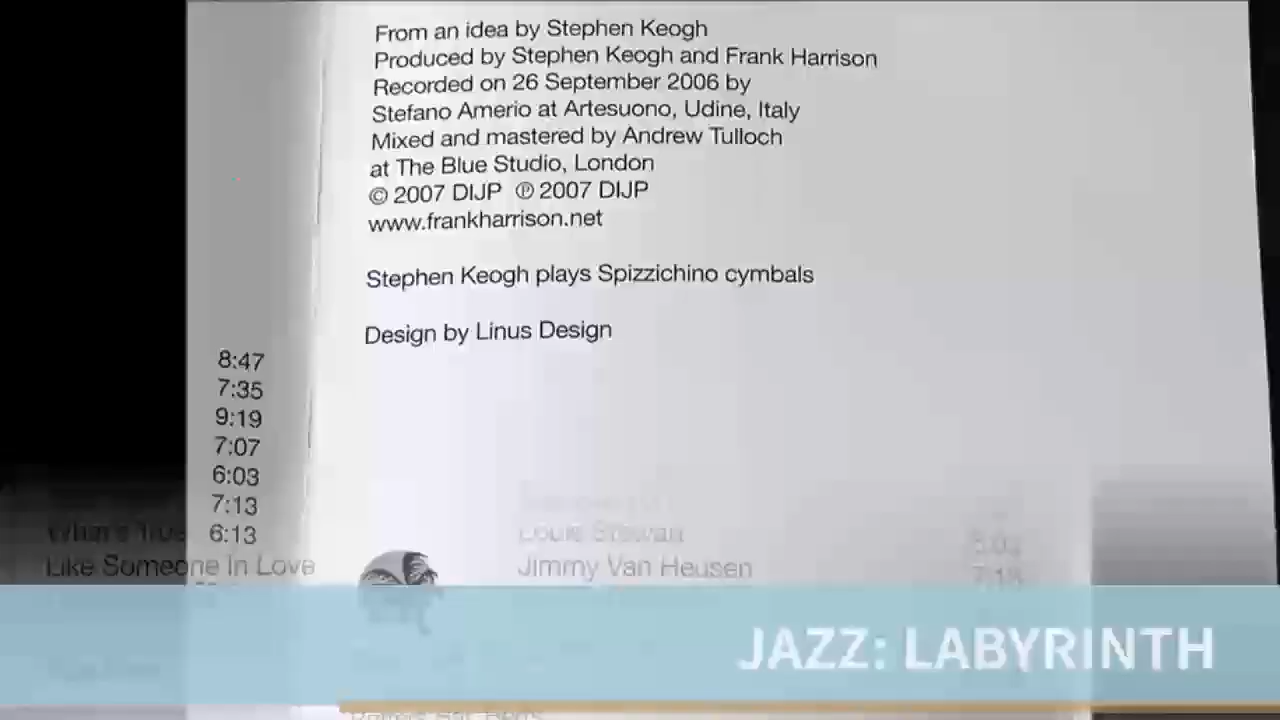 From an idea by Stephen Keogh
Produced by Stephen Keogh and Frank Harrison
Recorded on 26 September 2006 by
Stefano Amerio at Artesuono, Udine, Italy
Mixed and mastered by Andrew Tulloch
at The Blue Studio, London
© 2007 DIJP ℗ 2007 DIJP
www.frankharrison.net
Stephen Keogh plays Spizzichino cymbals
Design by Linus Design
8:47
7:35
9:19
7:07
6:03
7:13
6:13
What's
Like Someone In Love Jimmy Van Heusen
JAZZ: LABYRINTH